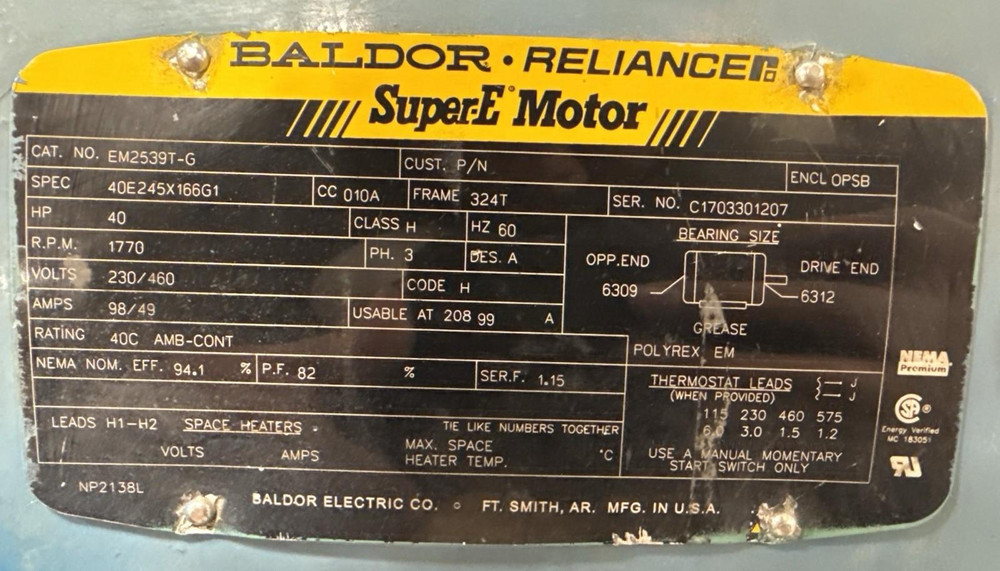 BALDOR • RELIANCE
Super-E® Motor
CAT. NO. EM2539T-G CUST. P/N ENCL OPSB
SPEC 40E245X166G1 CC 010A FRAME 324T SER. NO. C1703301207
HP 40 CLASS H HZ 60
R.P.M. 1770 PH. 3 DES. A
VOLTS 230/460 CODE H
AMPS 98/49 USABLE AT 208 99 A
RATING 40C AMB-CONT
NEMA NOM. EFF. 94.1 % P.F. 82 % SER.F. 1.15
BEARING SIZE
OPP.END DRIVE END
6309 6312
GREASE
POLYREX EM
THERMOSTAT LEADS J
(WHEN PROVIDED) J
115 230 460 575
6.0 3.0 1.5 1.2
USE A MANUAL MOMENTARY
START SWITCH ONLY
LEADS H1-H2 SPACE HEATERS - TIE LIKE NUMBERS TOGETHER
VOLTS AMPS MAX. SPACE
HEATER TEMP. °C
NEMA
Premium
SP®
Energy Verified
MC 183051
NP2138L
BALDOR ELECTRIC CO. ○ FT. SMITH, AR. MFG. IN U.S.A.